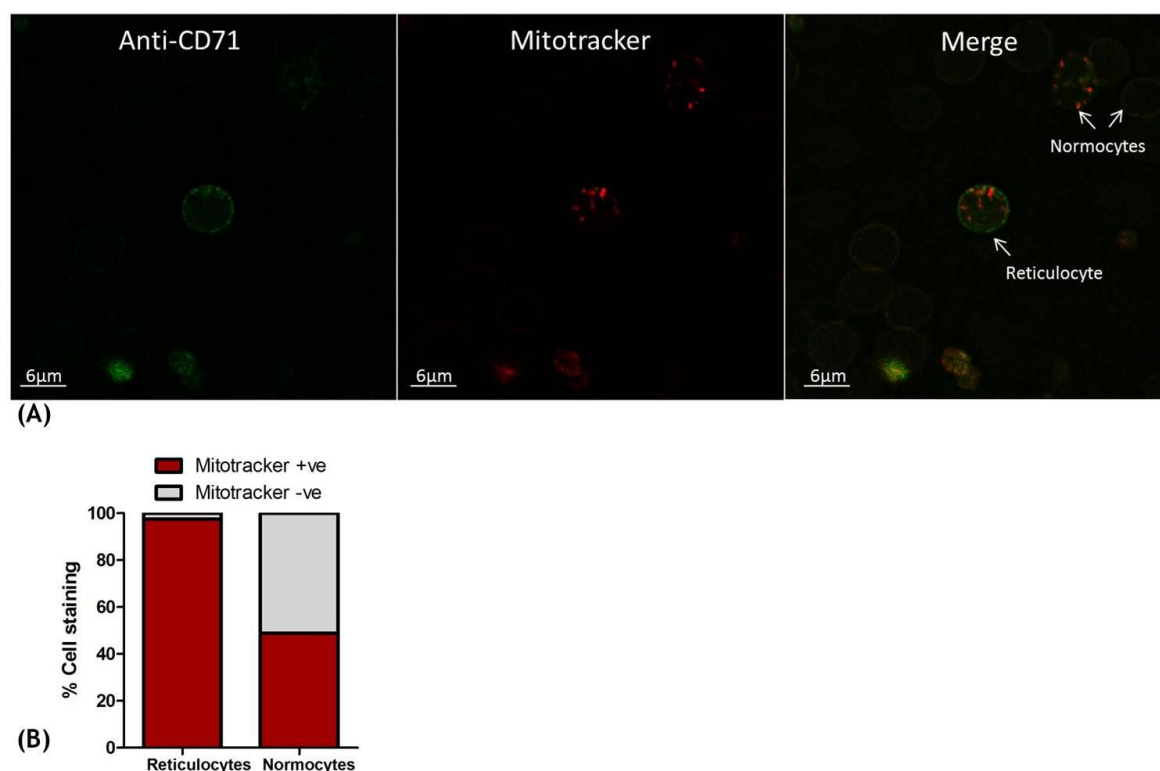 Anti-CD71
Mitotracker
Merge
Normocytes
Reticulocyte
6µm
6µm
6µm
(A)
Mitotracker +ve
Mitotracker -ve
100
80
60
40
20
0
% Cell staining
Reticulocytes
Normocytes
(B)